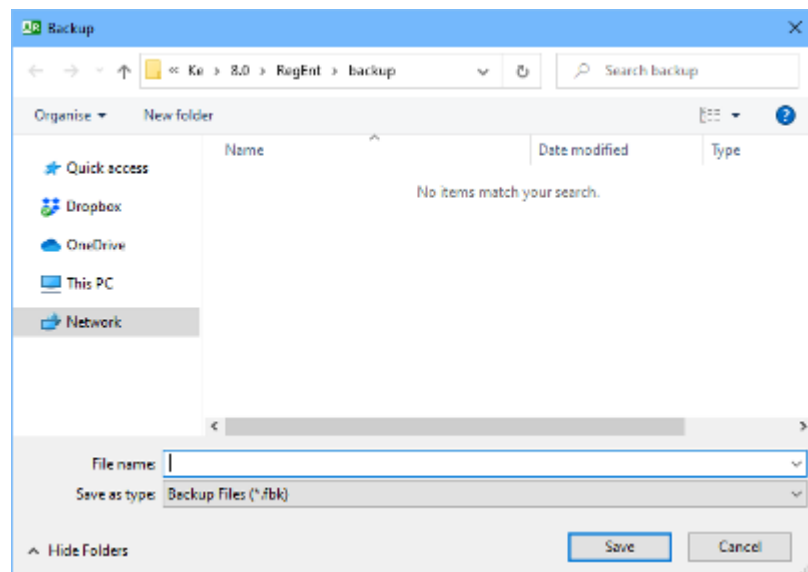 Backup
« Ke › 8.0 › RegEnt › backup
Search backup
Organise
New folder
Name
Date modified
Type
Quick access
No items match your search.
Dropbox
OneDrive
This PC
Network
File name:
Save as type: Backup Files (*.fbk)
Hide Folders
Save
Cancel